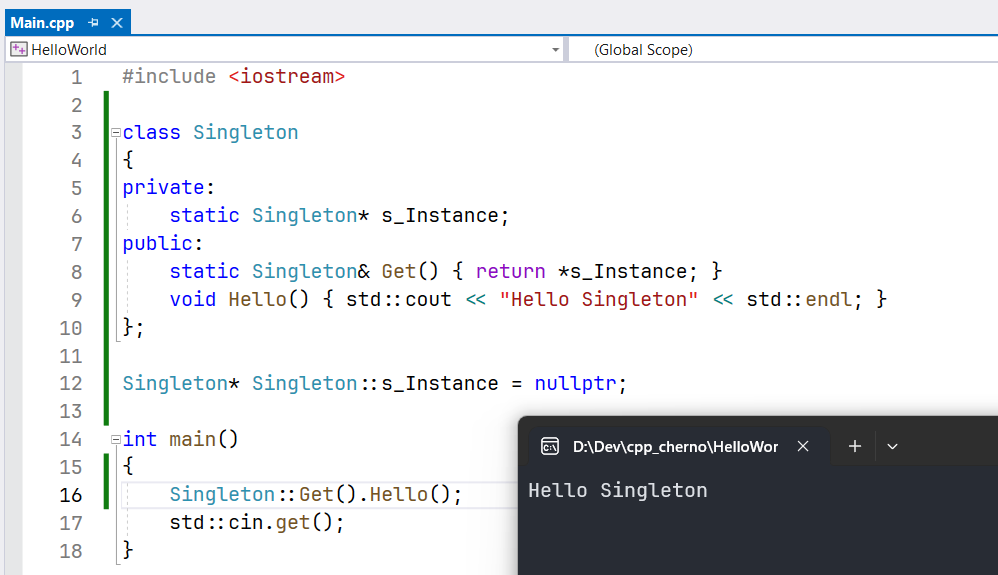 Main.cpp
HelloWorld
(Global Scope)
1 #include <iostream>
2
3 class Singleton
4 {
5 private:
6 static Singleton* s_Instance;
7 public:
8 static Singleton& Get() { return *s_Instance; }
9 void Hello() { std::cout << "Hello Singleton" << std::endl; }
10 };
11
12 Singleton* Singleton::s_Instance = nullptr;
13
14 int main()
15 {
16 Singleton::Get().Hello();
17 std::cin.get();
18 }
D:\Dev\cpp_cherno\HelloWor
Hello Singleton